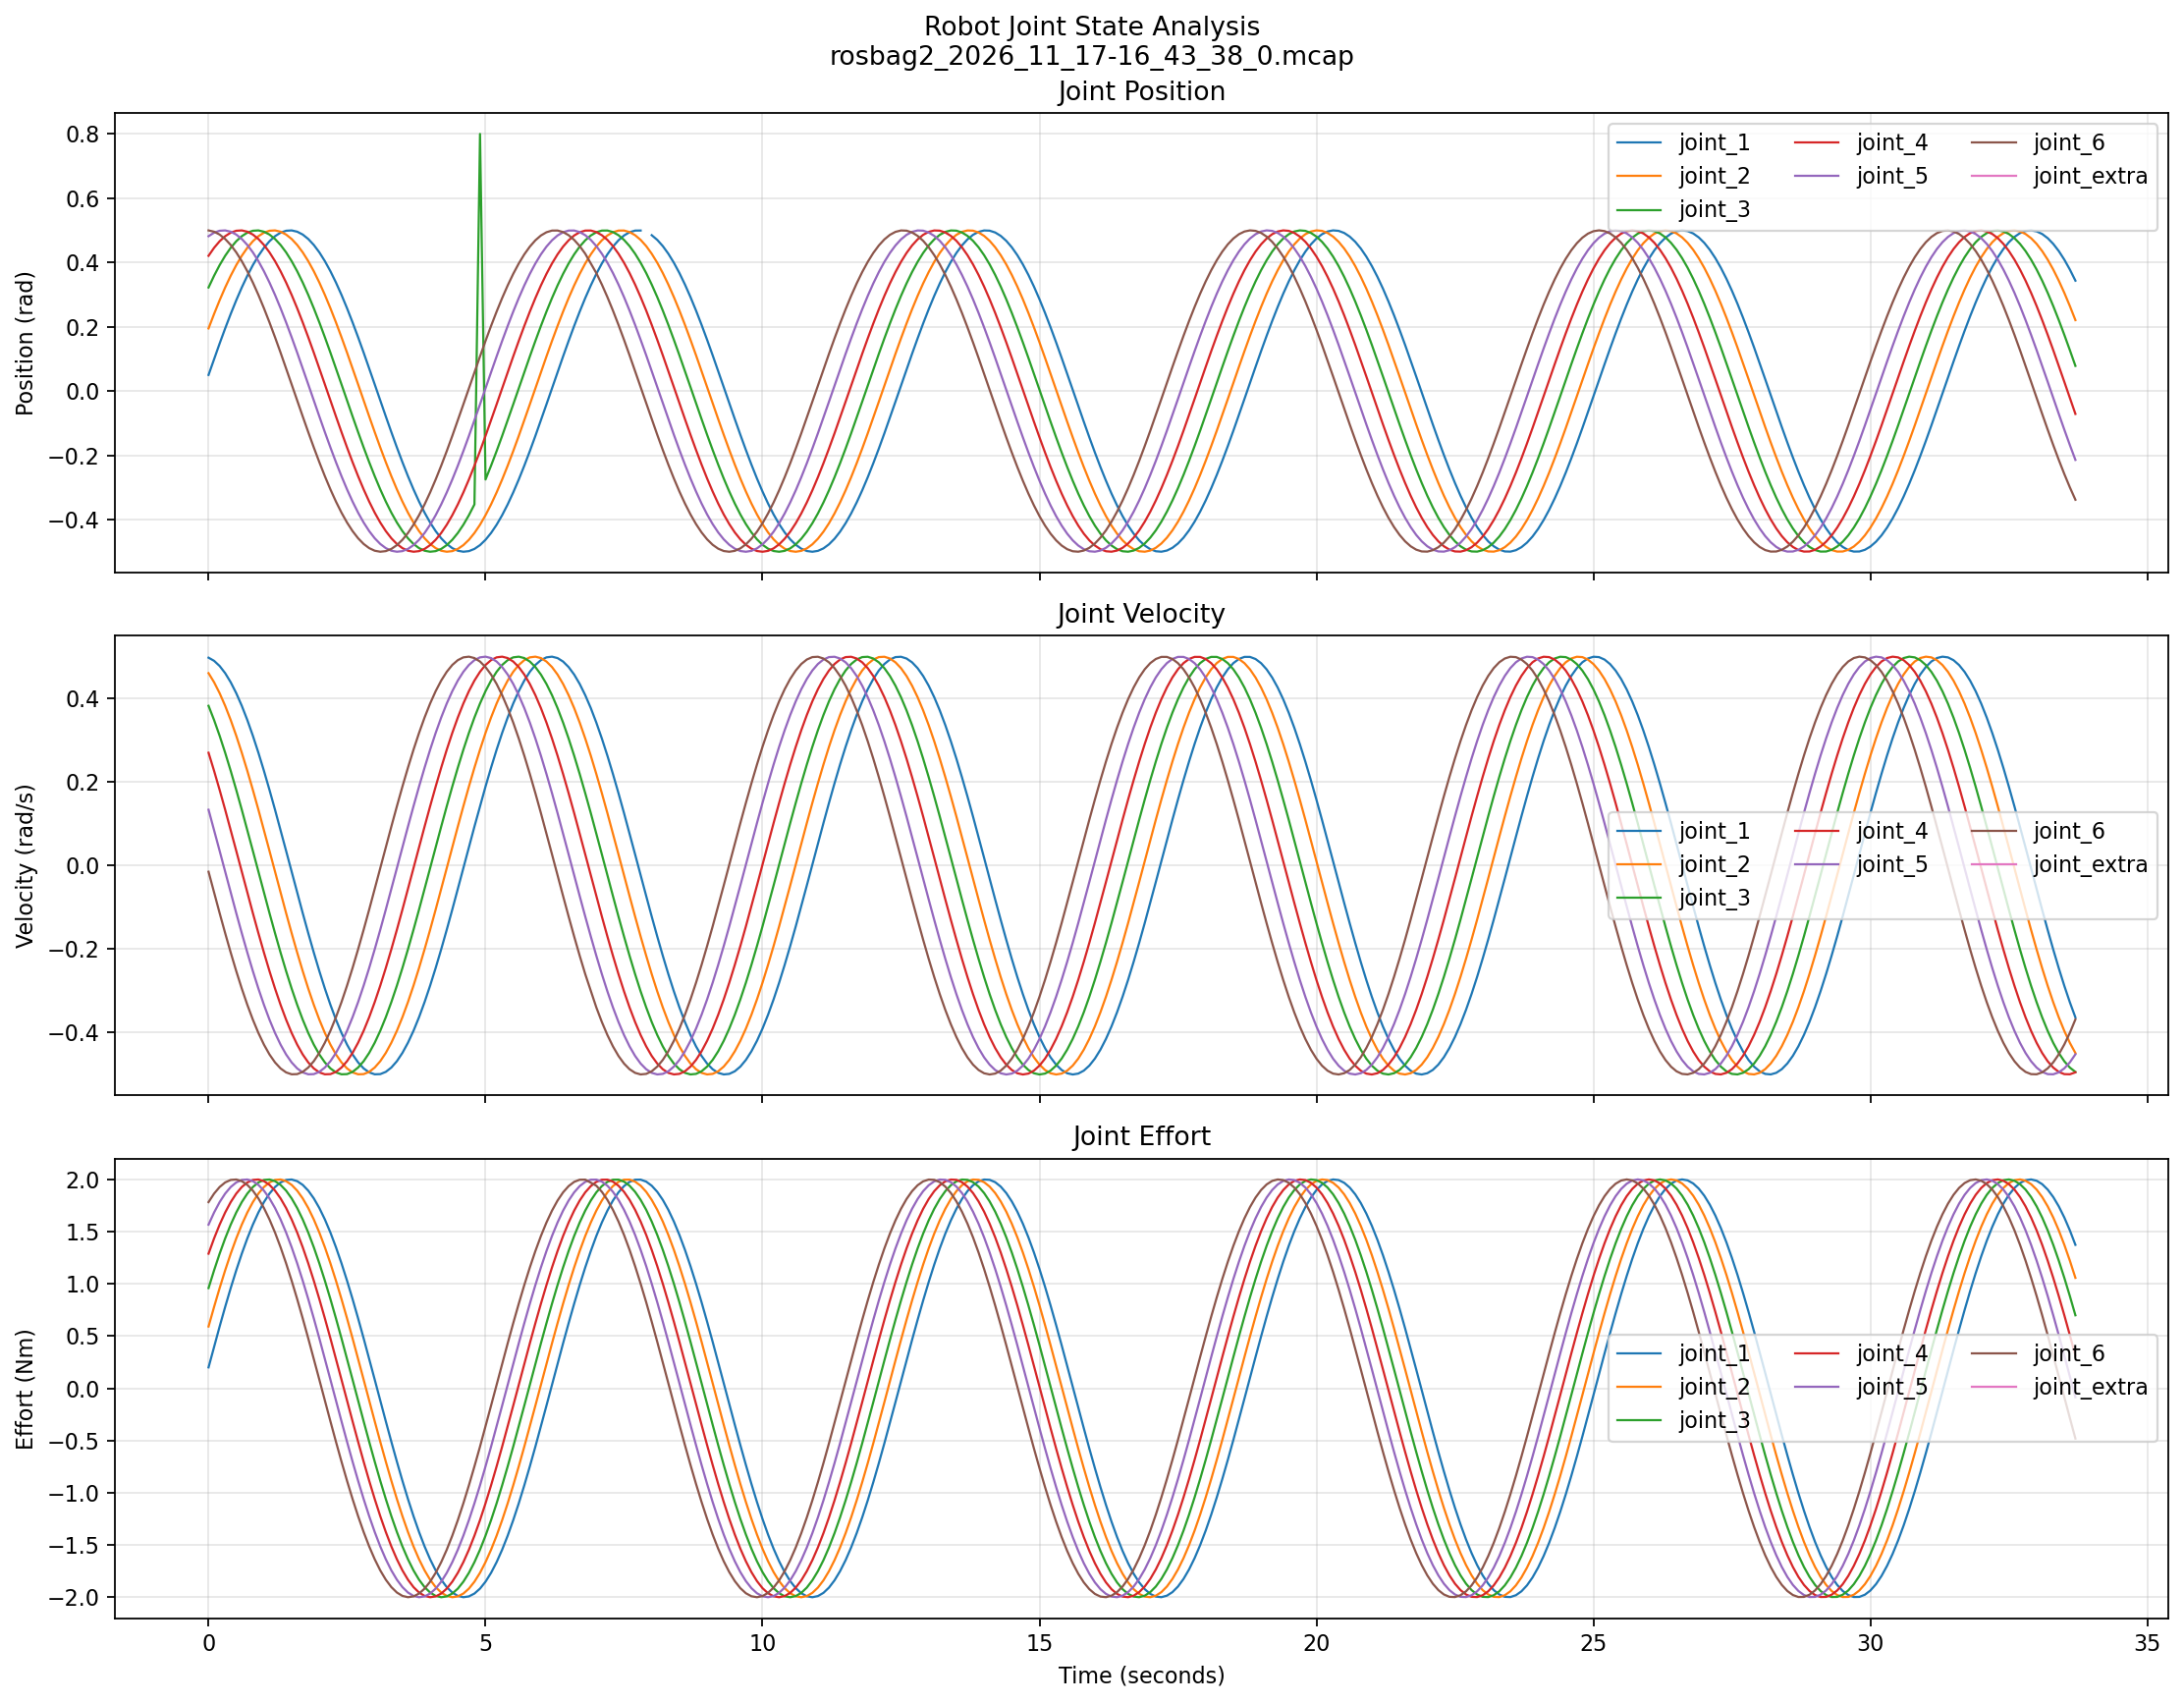 Robot Joint State Analysis
rosbag2_2026_11_17-16_43_38_0.mcap
Joint Position
0.8
0.6
0.4
0.2
0.0
−0.2
−0.4
Position (rad)
joint_1
joint_2
joint_3
joint_4
joint_5
joint_6
joint_extra
Joint Velocity
0.4
0.2
0.0
−0.2
−0.4
Velocity (rad/s)
joint_1
joint_2
joint_3
joint_4
joint_5
joint_6
joint_extra
Joint Effort
2.0
1.5
1.0
0.5
0.0
−0.5
−1.0
−1.5
−2.0
Effort (Nm)
joint_1
joint_2
joint_3
joint_4
joint_5
joint_6
joint_extra
0 5 10 15 20 25 30 35
Time (seconds)